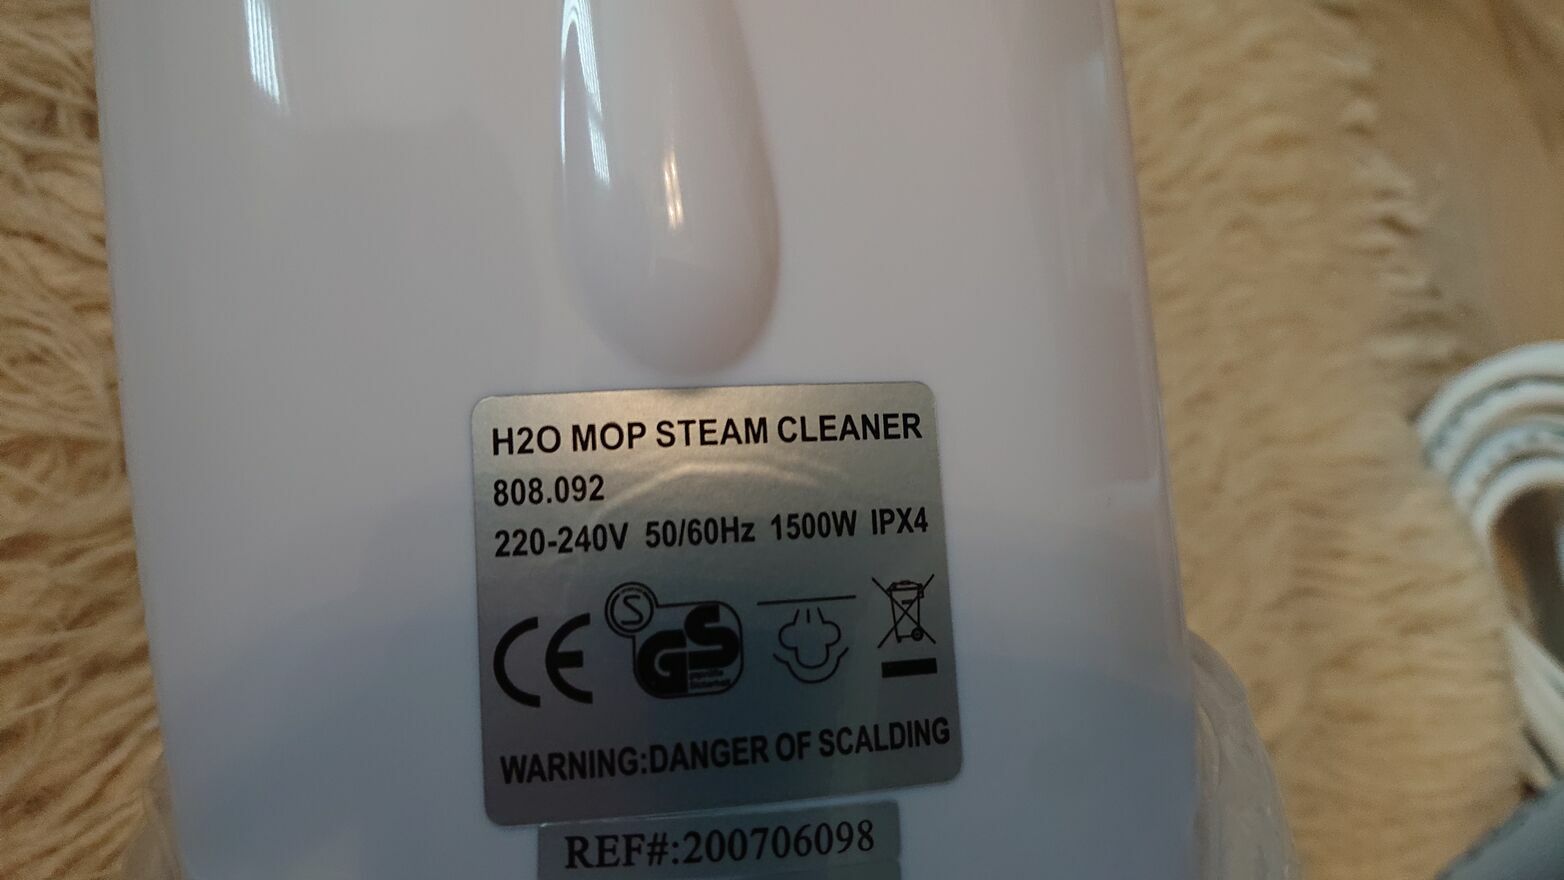 H2O MOP STEAM CLEANER
808.092
220-240V 50/60Hz 1500W IPX4
CE S GS
WARNING:DANGER OF SCALDING
REF#:200706098